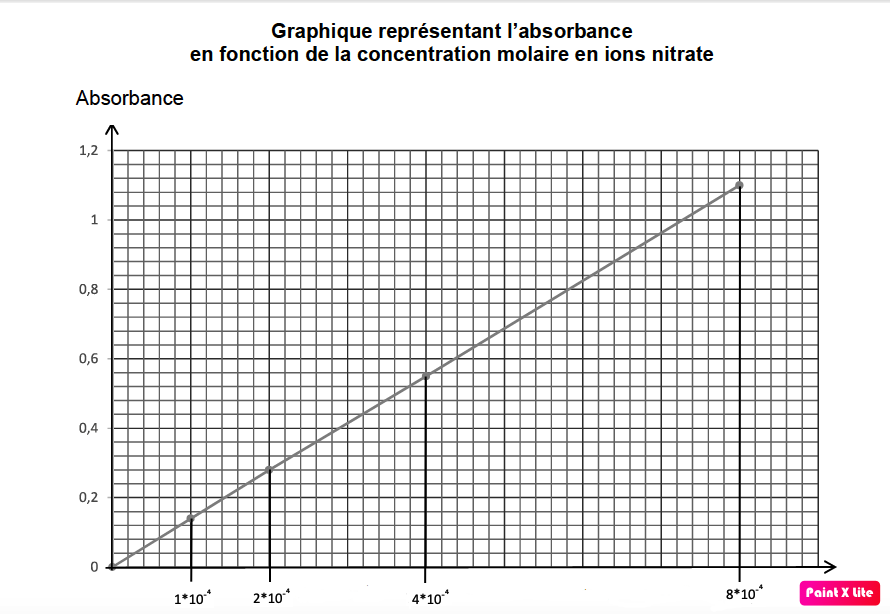 Graphique représentant l’absorbance
en fonction de la concentration molaire en ions nitrate
Absorbance
1,2
1
0,8
0,6
0,4
0,2
0
1*10⁻⁴ 2*10⁻⁴ 4*10⁻⁴ 8*10⁻⁴
Paint X Lite